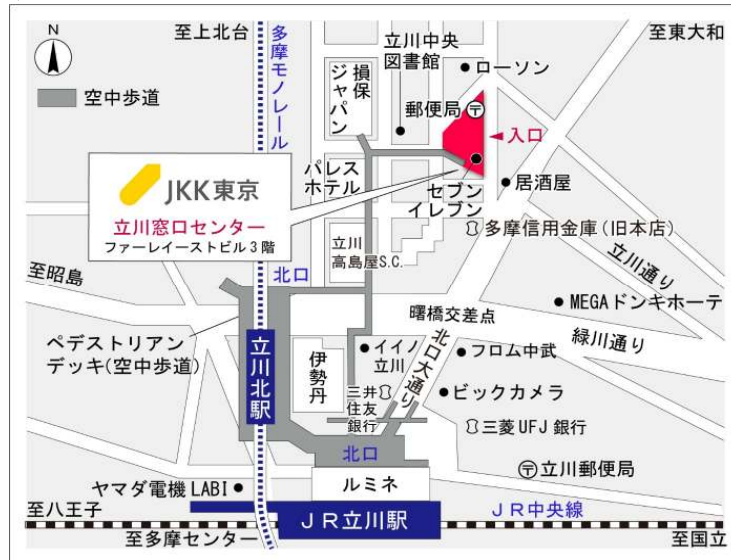 N
至上北台
至東大和
空中歩道
多摩モノレール
損保
ジャパン
立川中央
図書館
ローソン
郵便局〒
入口
JKK東京
立川窓口センター
ファーレイーストビル3階
パレス
ホテル
セブン
イレブン
居酒屋
多摩信用金庫(旧本店)
立川
高島屋S.C.
立川通り
至昭島
北口
MEGAドンキホーテ
曙橋交差点
緑川通り
ペデストリアン
デッキ(空中歩道)
立川北駅
伊勢丹
イイノ
立川
北口大通り
フロム中武
三井
住友
銀行
ビックカメラ
三菱UFJ銀行
北口
〒立川郵便局
ヤマダ電機LABI
ルミネ
至八王子
JR立川駅
JR中央線
至多摩センター
至国立